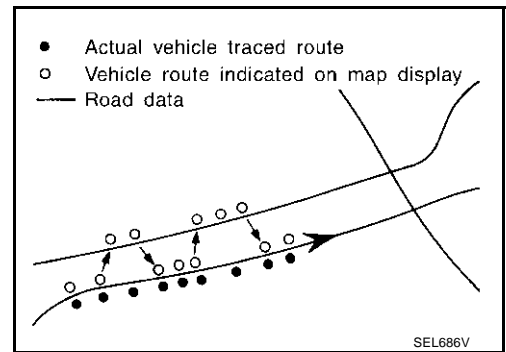 Actual vehicle traced route
Vehicle route indicated on map display
Road data
SEL686V